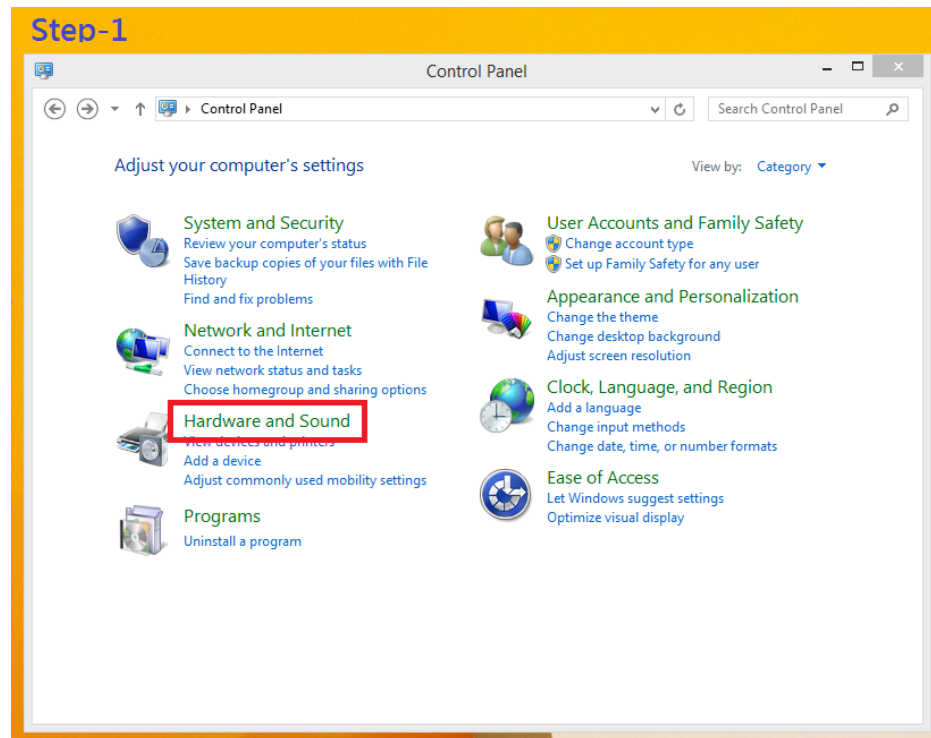 Step-1
Control Panel
Control Panel
Search Control Panel
Adjust your computer's settings
View by: Category
System and Security
Review your computer's status
Save backup copies of your files with File
History
Find and fix problems
Network and Internet
Connect to the Internet
View network status and tasks
Choose homegroup and sharing options
Hardware and Sound
View devices and printers
Add a device
Adjust commonly used mobility settings
Programs
Uninstall a program
User Accounts and Family Safety
Change account type
Set up Family Safety for any user
Appearance and Personalization
Change the theme
Change desktop background
Adjust screen resolution
Clock, Language, and Region
Add a language
Change input methods
Change date, time, or number formats
Ease of Access
Let Windows suggest settings
Optimize visual display